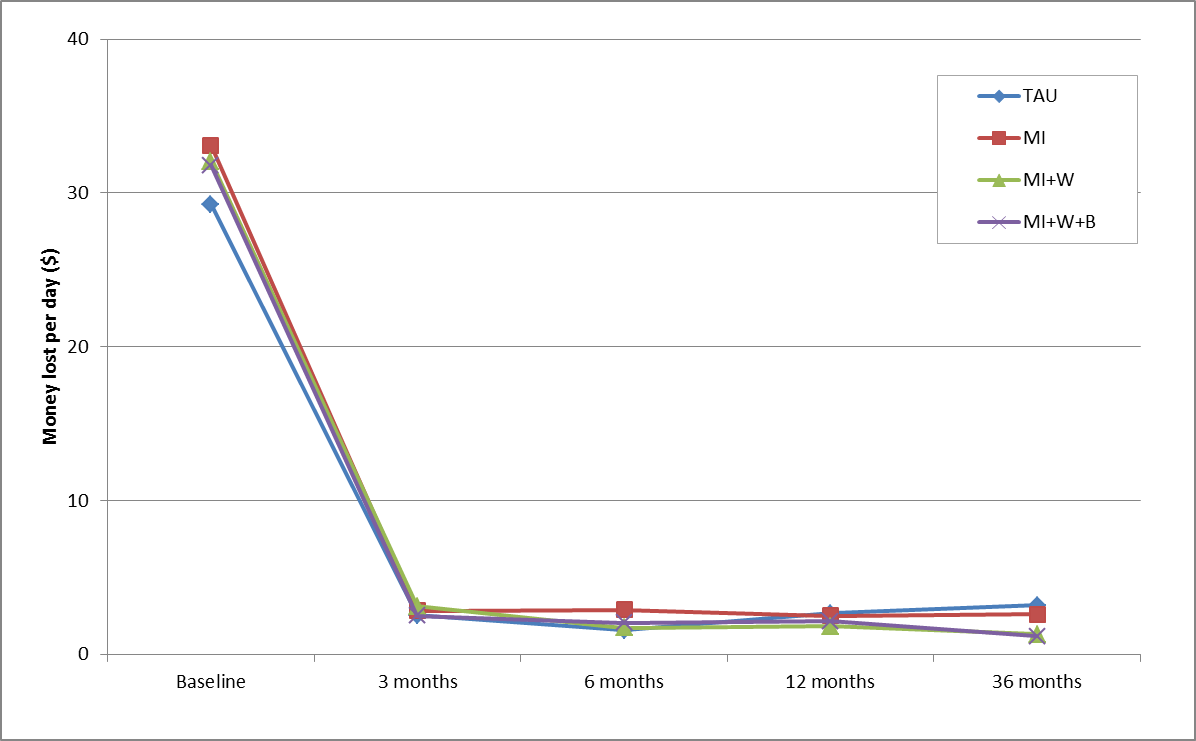 Money lost per day ($)
40
30
20
10
0
Baseline
3 months
6 months
12 months
36 months
TAU
MI
MI+W
MI+W+B